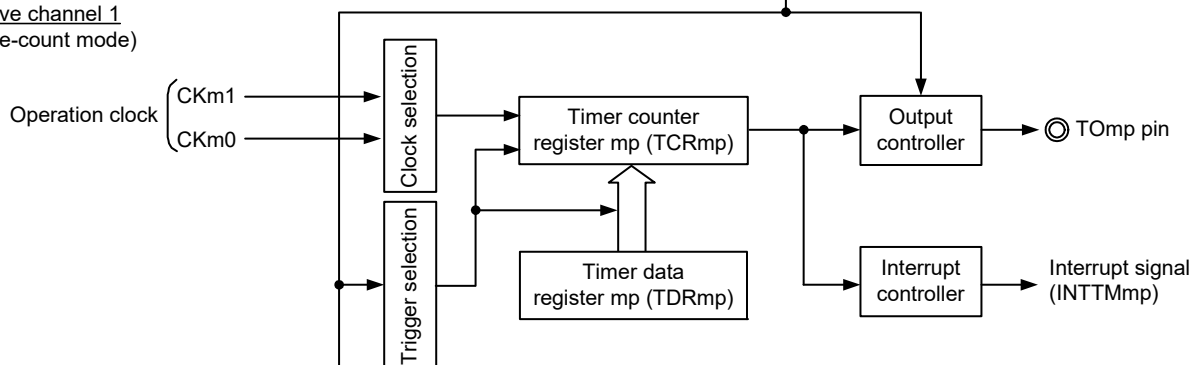 ve channel 1
e-count mode)
Operation clock
CKm1
CKm0
Clock selection
Trigger selection
Timer counter
register mp (TCRmp)
Timer data
register mp (TDRmp)
Output
controller
TOmp pin
Interrupt
controller
Interrupt signal
(INTTMmp)